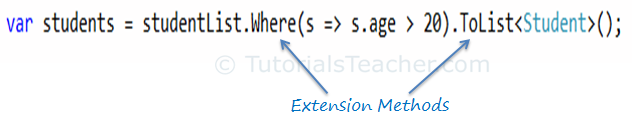 var students = studentList.Where(s => s.age > 20).ToList<Student>();
© TutorialsTeacher.com
Extension Methods